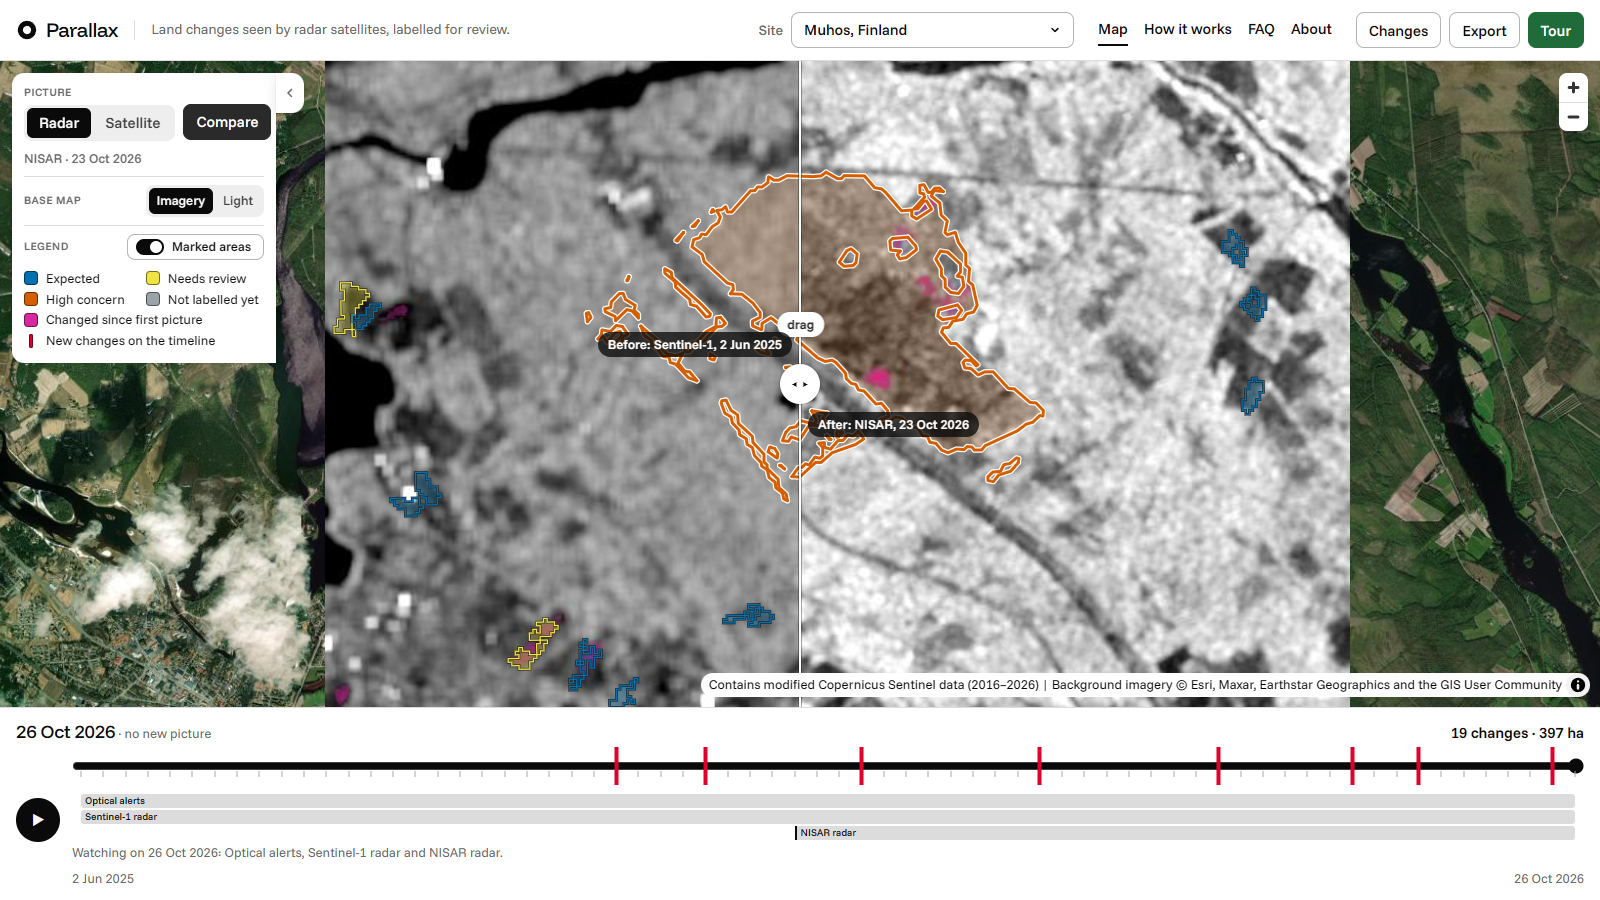 Parallax
Land changes seen by radar satellites, labelled for review.
Site
Muhos, Finland
Map
How it works
FAQ
About
Changes
Export
Tour
PICTURE
Radar
Satellite
Compare
NISAR · 23 Oct 2026
BASE MAP
Imagery
Light
LEGEND
Marked areas
Expected
Needs review
High concern
Not labelled yet
Changed since first picture
New changes on the timeline
drag
Before: Sentinel-1, 2 Jun 2025
After: NISAR, 23 Oct 2026
Contains modified Copernicus Sentinel data (2016–2026) | Background imagery © Esri, Maxar, Earthstar Geographics and the GIS User Community
26 Oct 2026 · no new picture
19 changes · 397 ha
Optical alerts
Sentinel-1 radar
NISAR radar
Watching on 26 Oct 2026: Optical alerts, Sentinel-1 radar and NISAR radar.
2 Jun 2025
26 Oct 2026